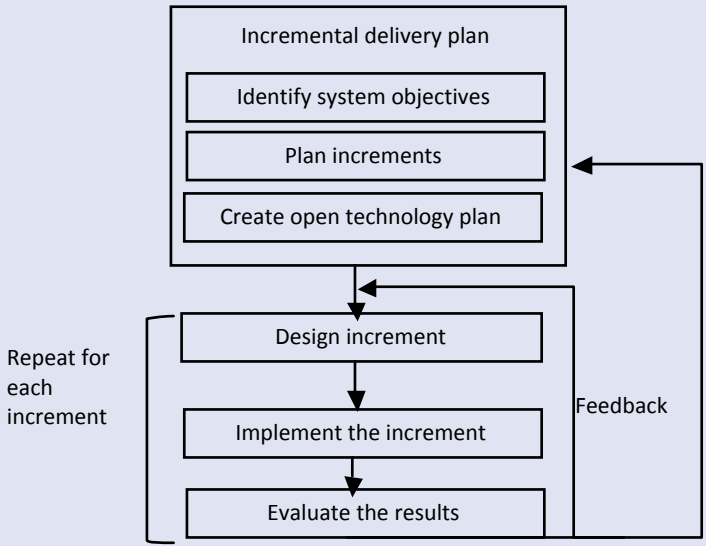 Incremental delivery plan
Identify system objectives
Plan increments
Create open technology plan
Design increment
Repeat for
each
increment
Feedback
Implement the increment
Evaluate the results